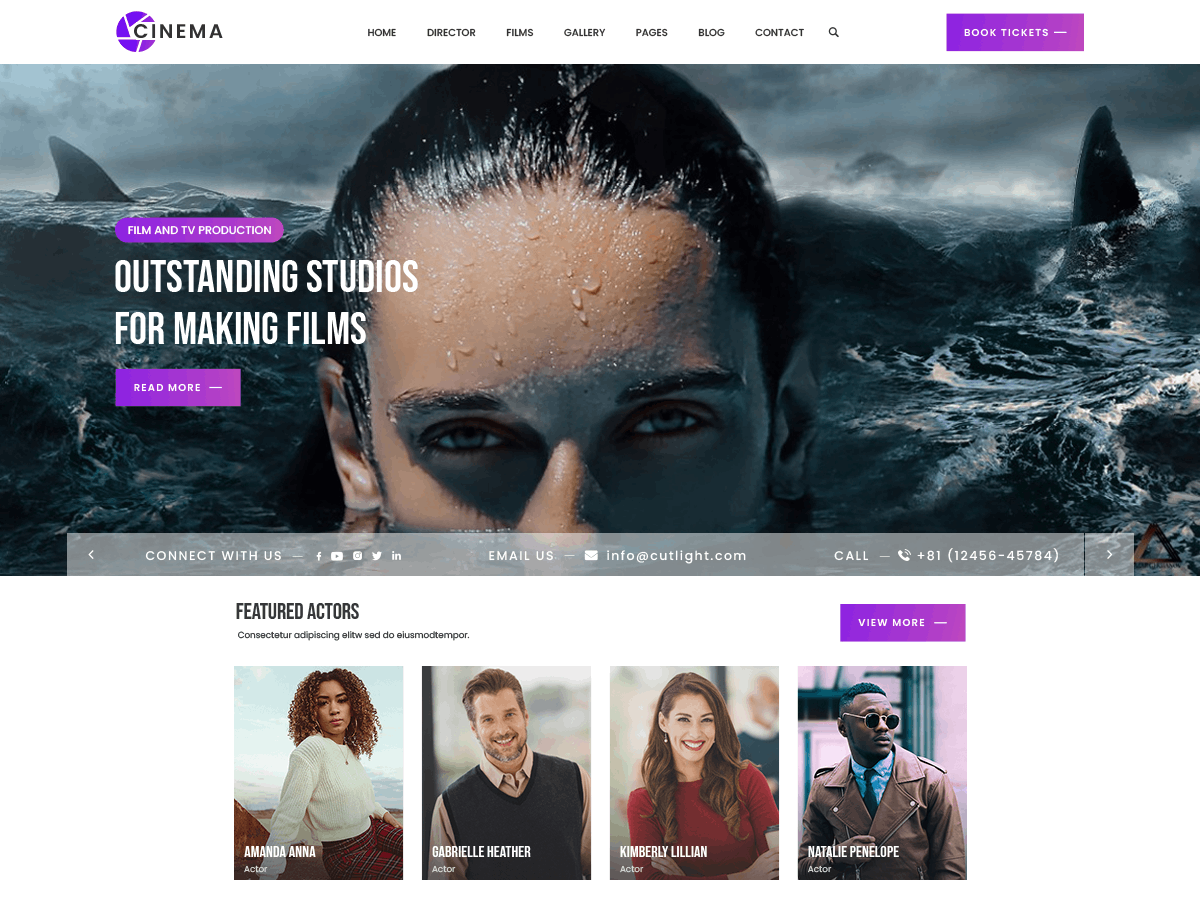 CINEMA
HOME DIRECTOR FILMS GALLERY PAGES BLOG CONTACT
BOOK TICKETS
FILM AND TV PRODUCTION
OUTSTANDING STUDIOS
FOR MAKING FILMS
READ MORE
CONNECT WITH US EMAIL US info@cutlight.com CALL +81 (12456-45784)
FEATURED ACTORS
Consectetur adipiscing elitw sed do eiusmodtempor.
VIEW MORE
AMANDA ANNA
Actor
GABRIELLE HEATHER
Actor
KIMBERLY LILLIAN
Actor
NATALIE PENELOPE
Actor